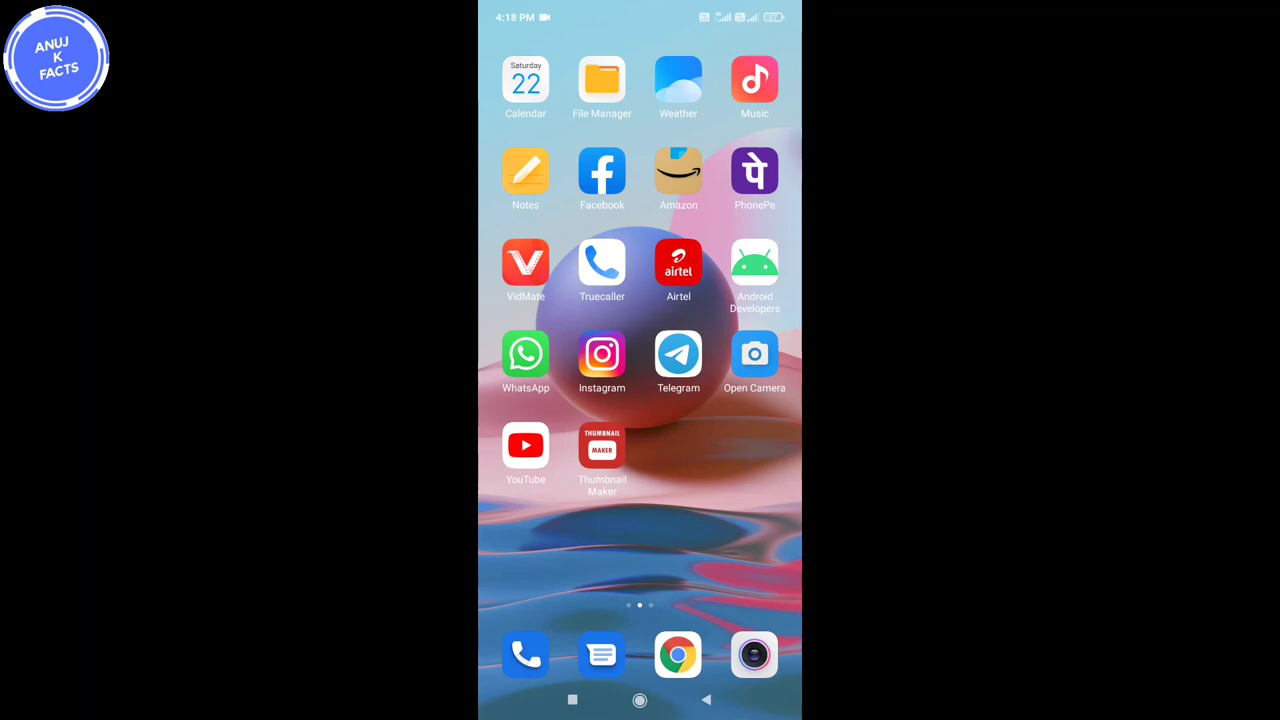 ANUJ
K
FACTS
4:18 PM
27
Saturday
22
Calendar
File Manager
Weather
Music
Notes
Facebook
Amazon
पे
PhonePe
VidMate
Truecaller
airtel
Airtel
Android
Developers
WhatsApp
Instagram
Telegram
Open Camera
YouTube
THUMBNAIL
MAKER
Thumbnail
Maker